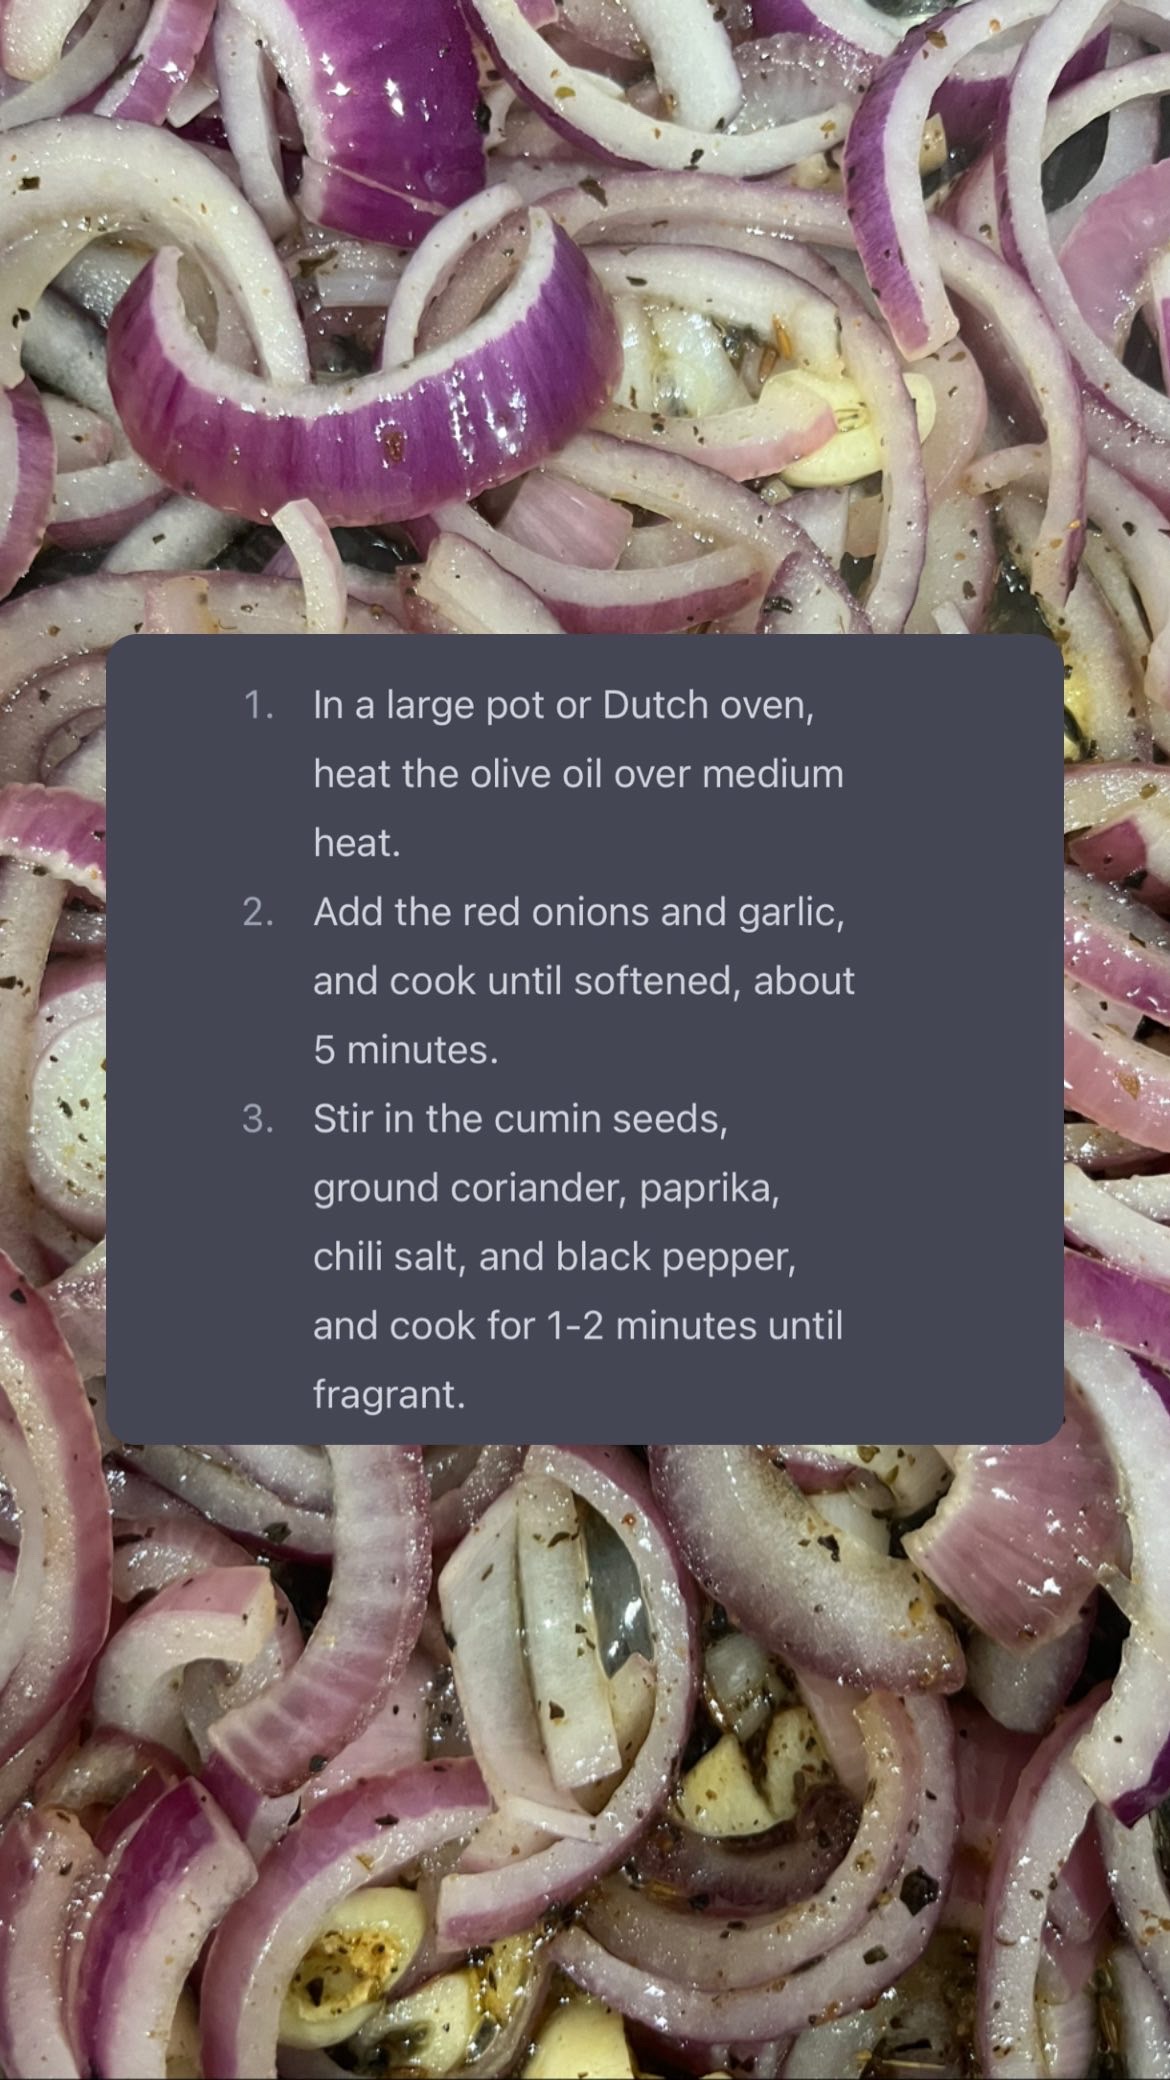 1. In a large pot or Dutch oven,
heat the olive oil over medium
heat.
2. Add the red onions and garlic,
and cook until softened, about
5 minutes.
3. Stir in the cumin seeds,
ground coriander, paprika,
chili salt, and black pepper,
and cook for 1-2 minutes until
fragrant.